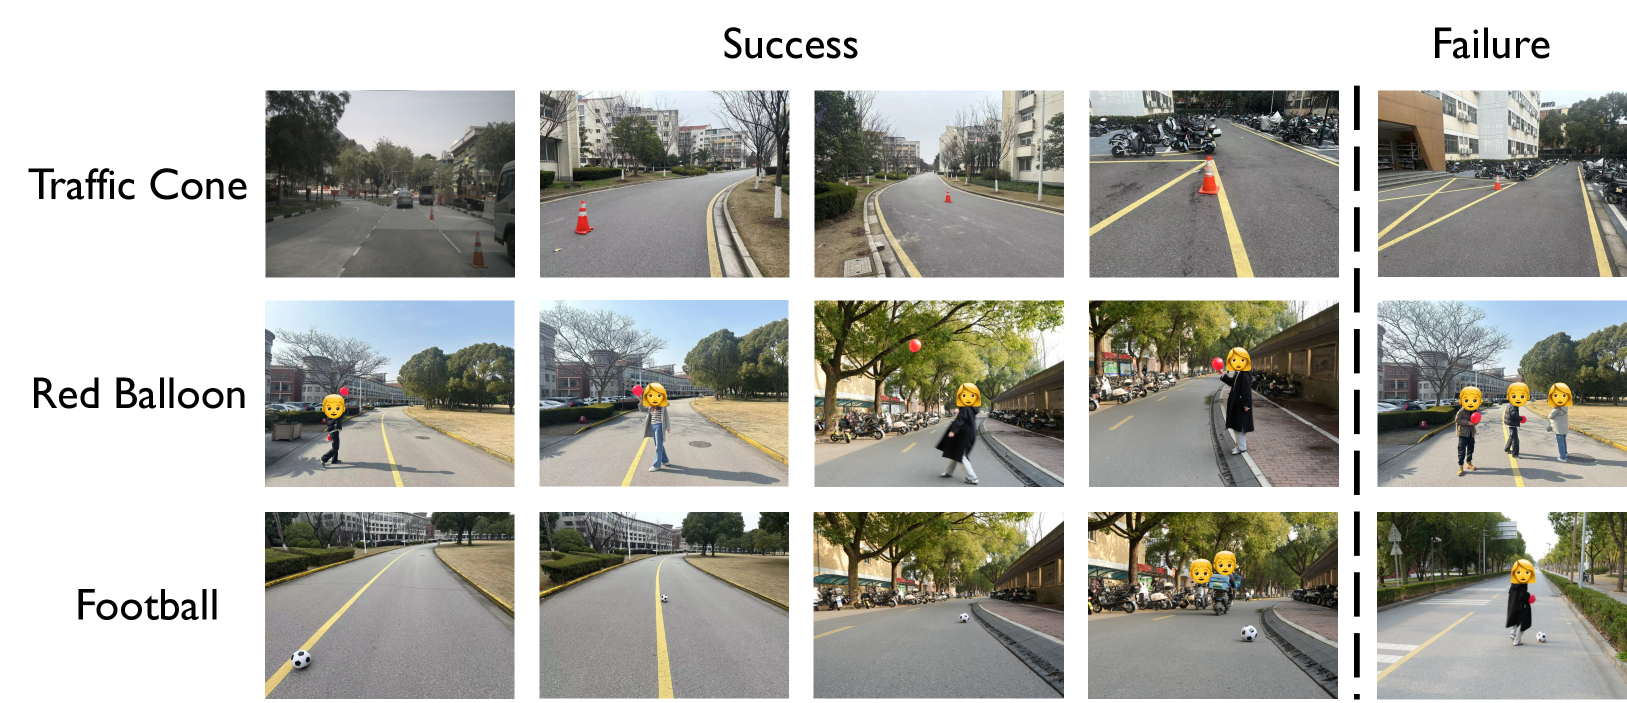 Success
Failure
Traffic Cone
Red Balloon
Football